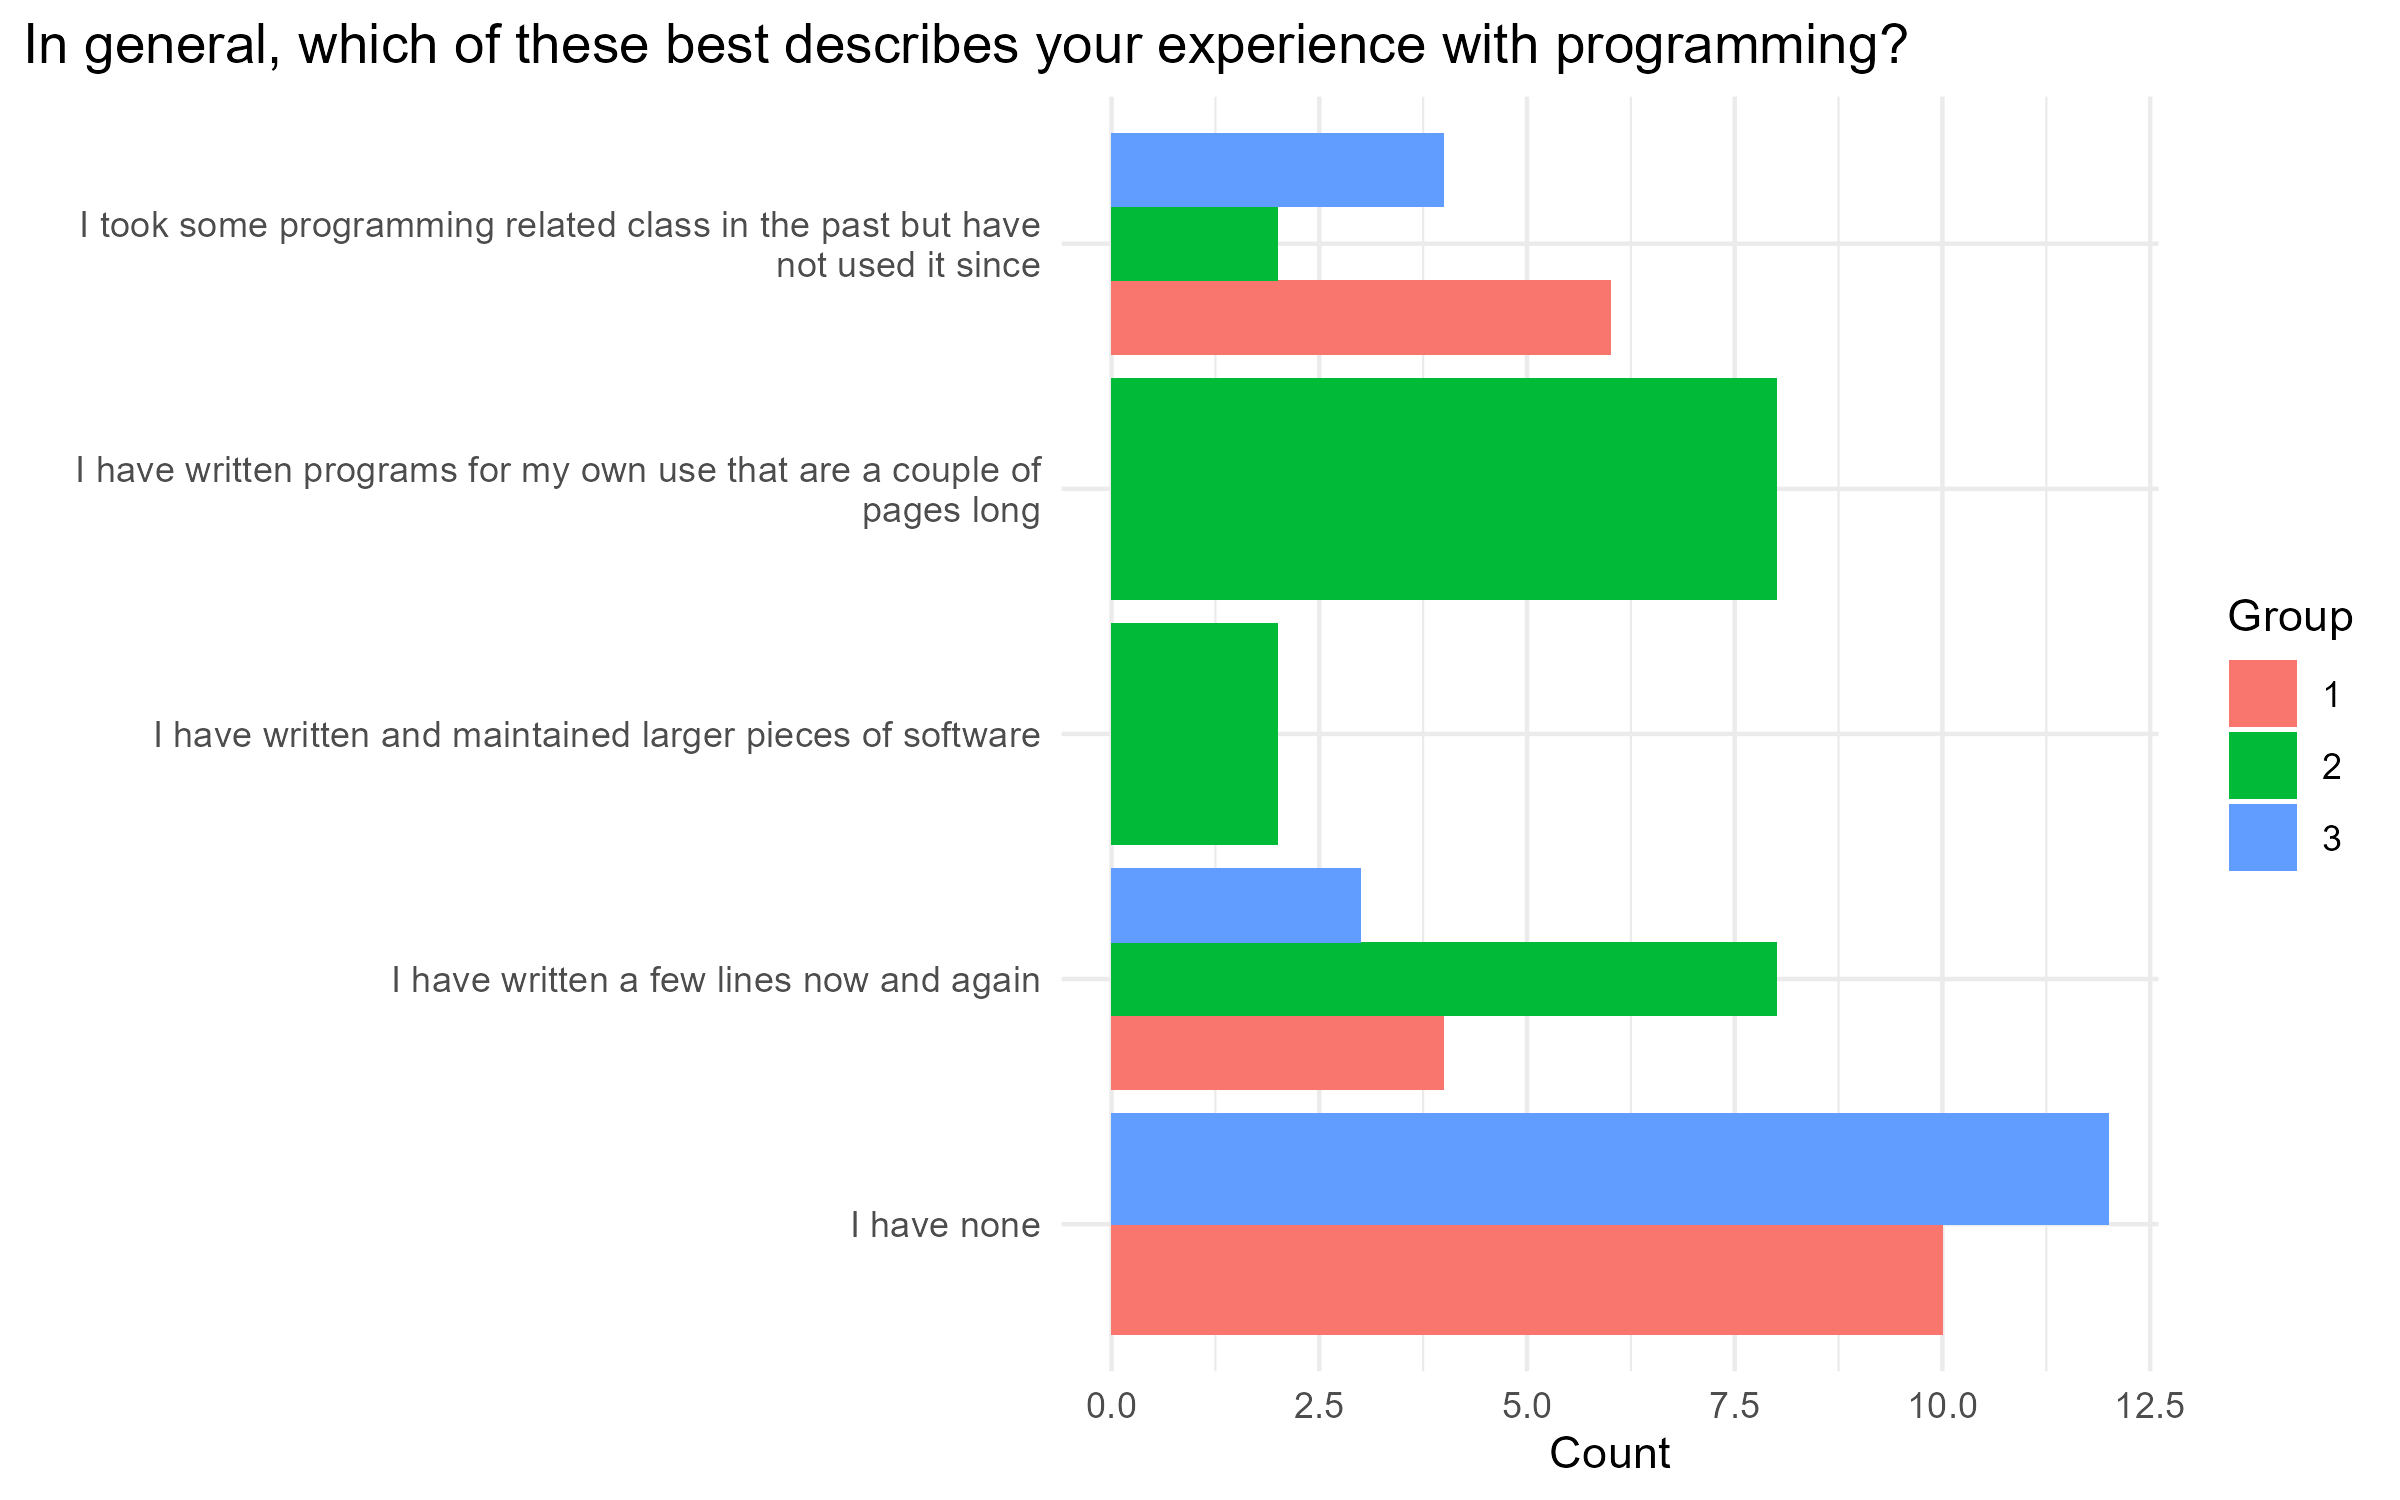 In general, which of these best describes your experience with programming?
I took some programming related class in the past but have
not used it since
I have written programs for my own use that are a couple of
pages long
I have written and maintained larger pieces of software
I have written a few lines now and again
I have none
0.0 2.5 5.0 7.5 10.0 12.5
Count
Group
1
2
3